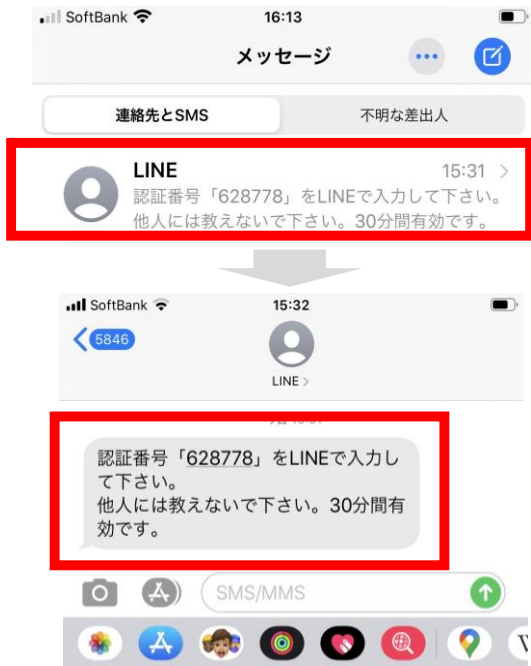 SoftBank 16:13
メッセージ
連絡先とSMS 不明な差出人
LINE 15:31
認証番号「628778」をLINEで入力して下さい。
他人には教えないで下さい。30分間有効です。
SoftBank 15:32
5846
LINE
認証番号「628778」をLINEで入力し
て下さい。
他人には教えないで下さい。30分間有
効です。
SMS/MMS